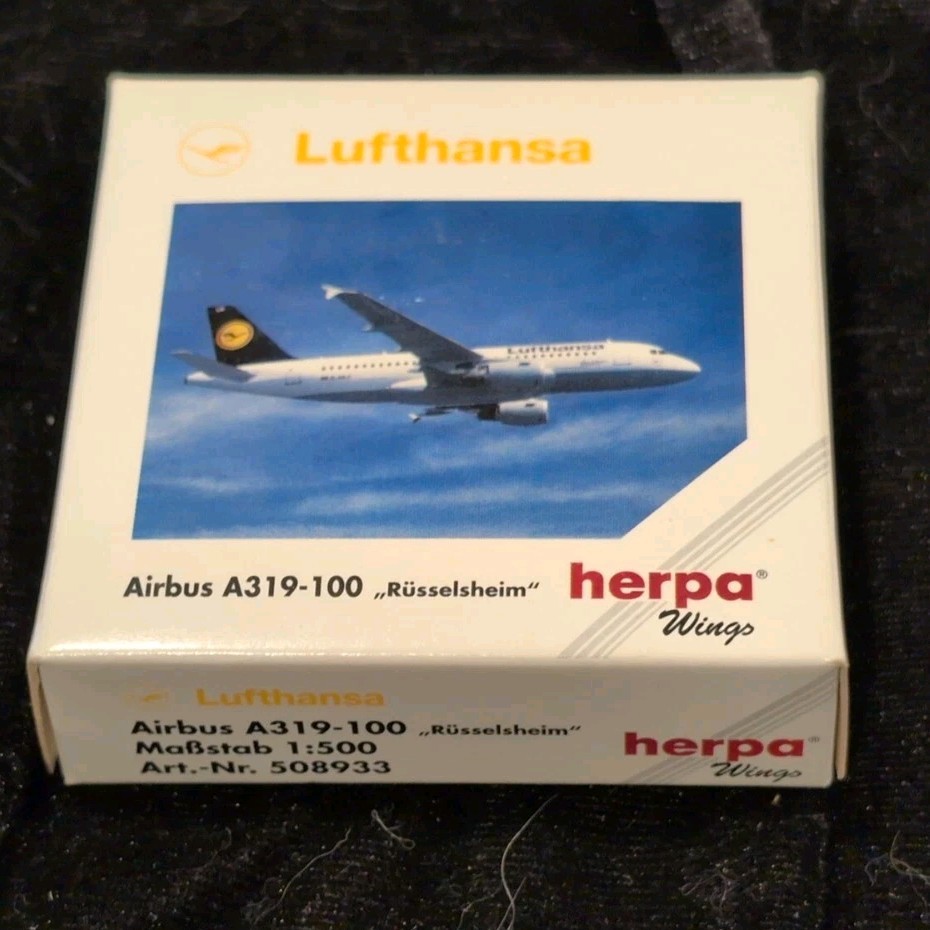 Lufthansa
Lufthansa
Airbus A319-100 „Rüsselsheim“
herpa®
Wings
Lufthansa
Airbus A319-100 „Rüsselsheim“
Maßstab 1:500
Art.-Nr. 508933
herpa®
Wings